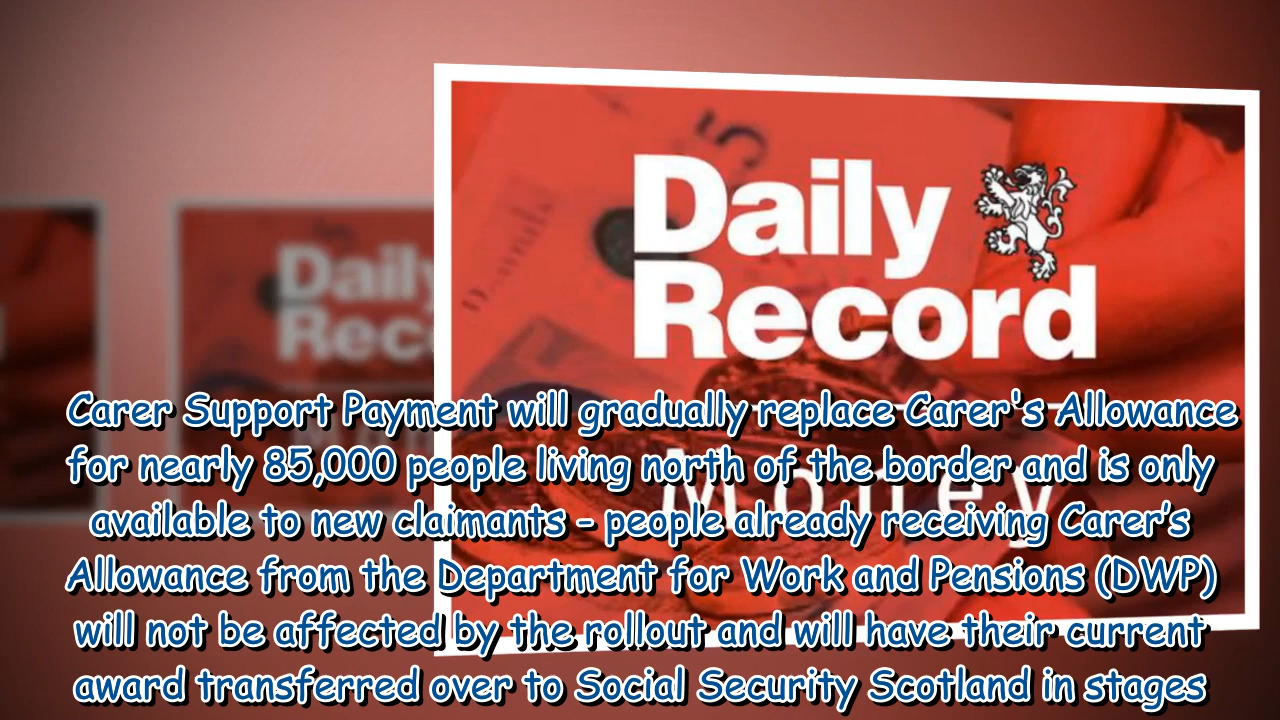 Daily
Record
Money
Daily
Reco
Carer Support Payment will gradually replace Carer's Allowance
for nearly 85,000 people living north of the border and is only
available to new claimants – people already receiving Carer’s
Allowance from the Department for Work and Pensions (DWP)
will not be affected by the rollout and will have their current
award transferred over to Social Security Scotland in stages